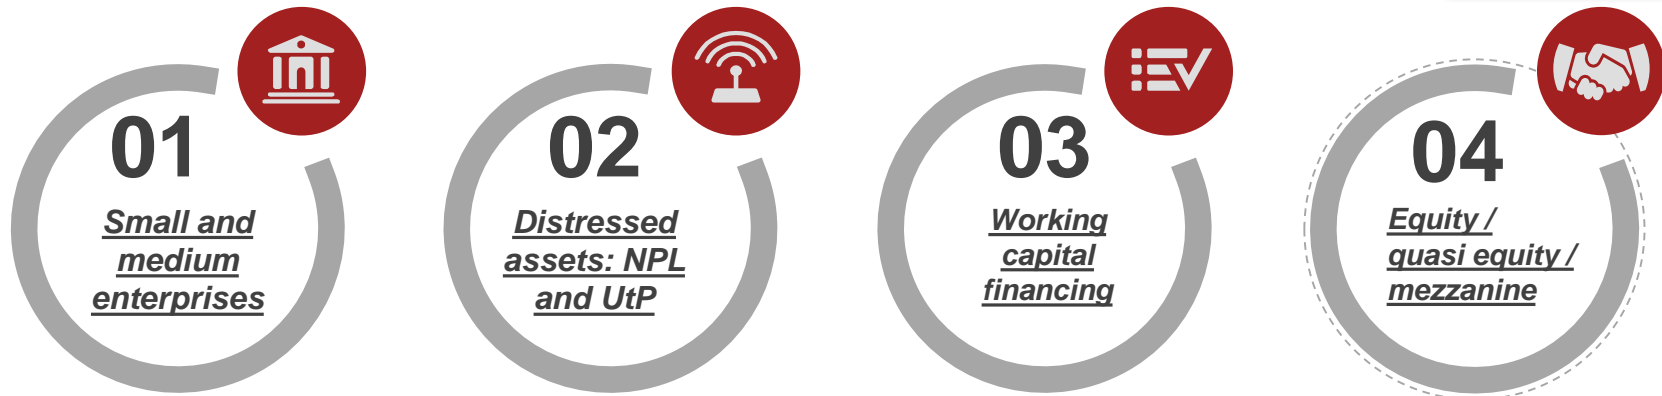 01
Small and
medium
enterprises
02
Distressed
assets: NPL
and UtP
03
Working
capital
financing
04
Equity /
quasi equity /
mezzanine